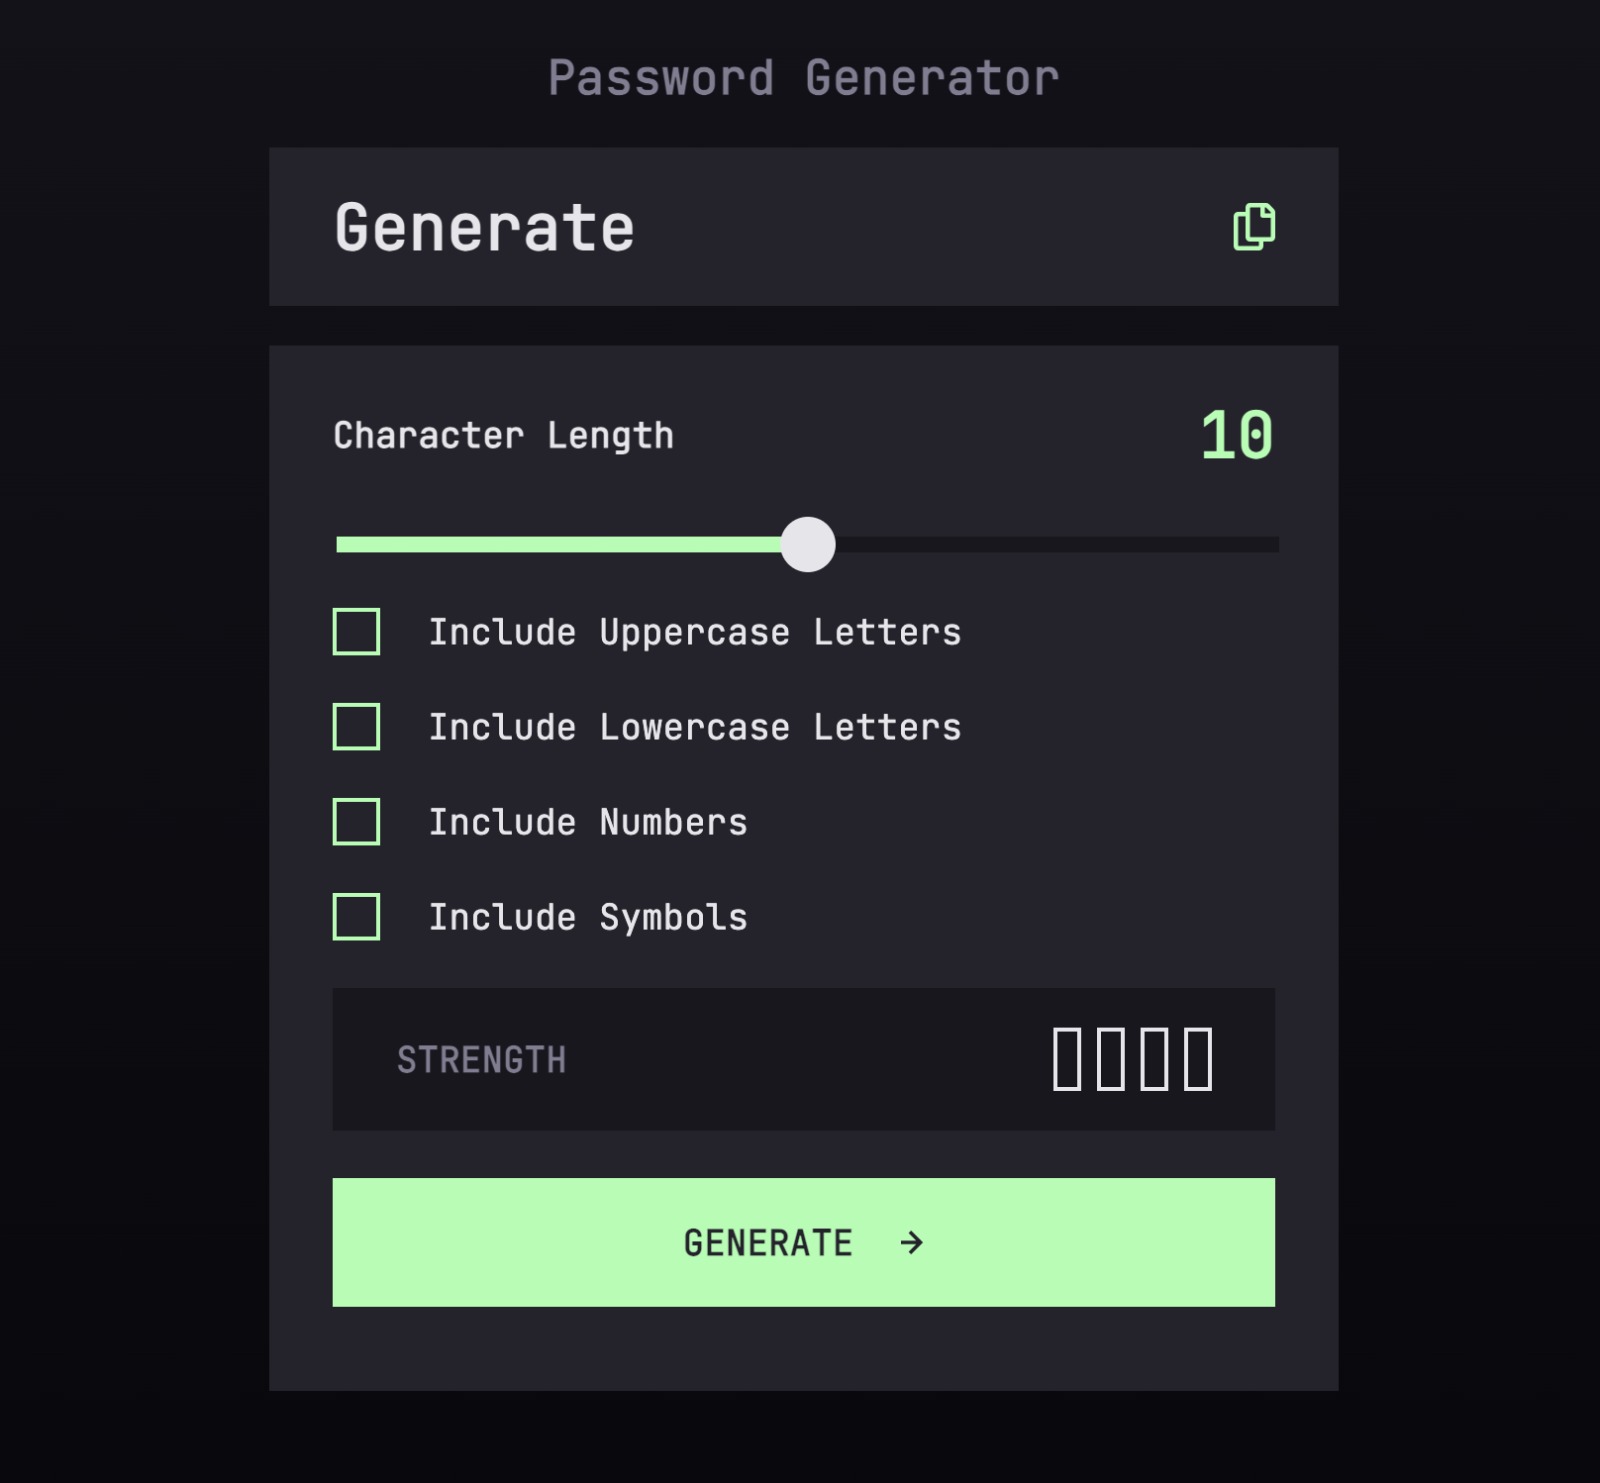 Password Generator
Generate
Character Length
10
Include Uppercase Letters
Include Lowercase Letters
Include Numbers
Include Symbols
STRENGTH
GENERATE →